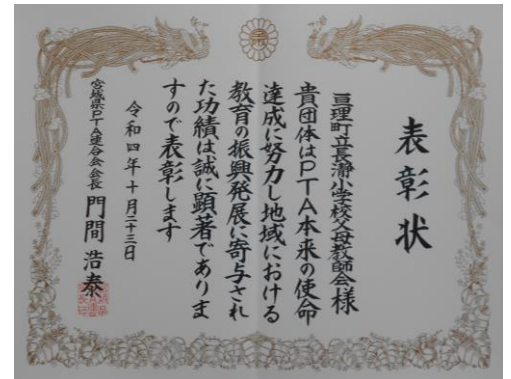 表彰状
亘理町立長瀞小学校父母教師会様
貴団体はPTA本来の使命
達成に努力し地域における
教育の振興発展に寄与され
た功績は誠に顕著でありま
すので表彰します
令和四年十月二十三日
宮城県PTA連合会会長 門間浩泰